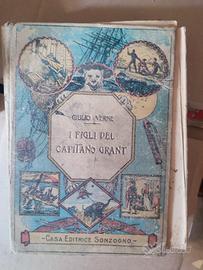 GIULIO VERNE
I FIGLI DEL
CAPITANO GRANT
CASA EDITRICE SONZOGNO